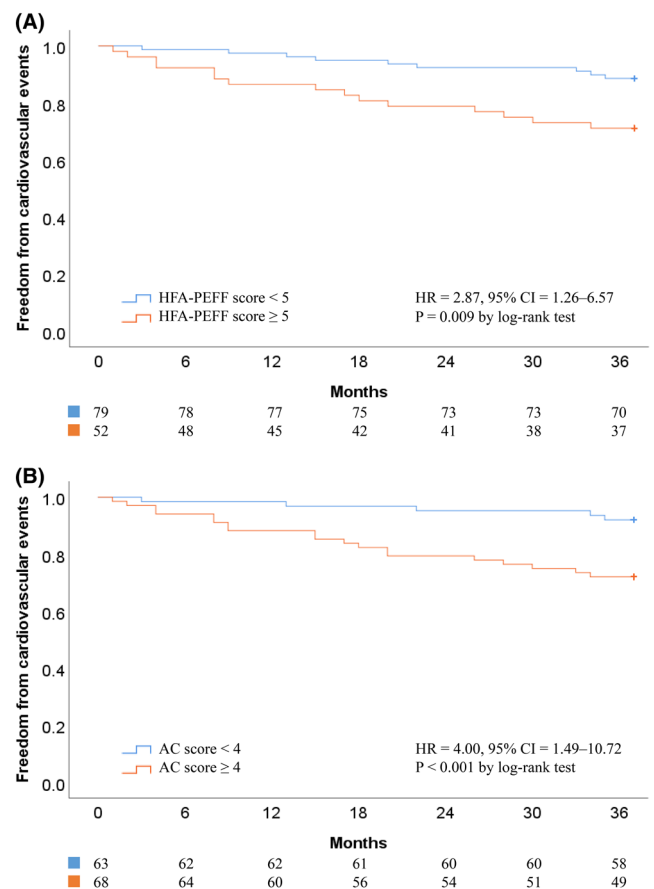 (A)
Freedom from cardiovascular events
1.0
0.8
0.6
0.4
0.2
0.0
HFA-PEFF score < 5
HFA-PEFF score ≥ 5
HR = 2.87, 95% CI = 1.26–6.57
P = 0.009 by log-rank test
0 6 12 18 24 30 36
Months
79 78 77 75 73 73 70
52 48 45 42 41 38 37
(B)
Freedom from cardiovascular events
1.0
0.8
0.6
0.4
0.2
0.0
AC score < 4
AC score ≥ 4
HR = 4.00, 95% CI = 1.49–10.72
P < 0.001 by log-rank test
0 6 12 18 24 30 36
Months
63 62 62 61 60 60 58
68 64 60 56 54 51 49